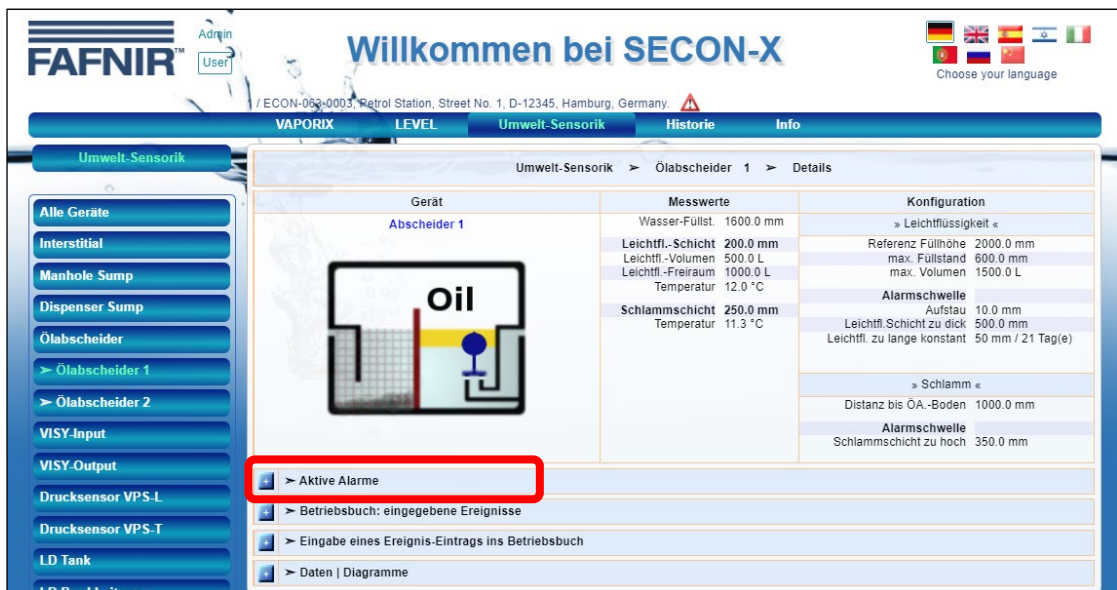 FAFNIR™
Admin
User
Willkommen bei SECON-X
Choose your language
/ ECON-063-0003, Petrol Station, Street No. 1, D-12345, Hamburg, Germany.
VAPORIX LEVEL Umwelt-Sensorik Historie Info
Umwelt-Sensorik
Umwelt-Sensorik ➢ Ölabscheider 1 ➢ Details
Alle Geräte
Interstitial
Manhole Sump
Dispenser Sump
Ölabscheider
➢ Ölabscheider 1
➢ Ölabscheider 2
VISY-Input
VISY-Output
Drucksensor VPS-L
Drucksensor VPS-T
LD Tank
Gerät
Abscheider 1
Oil
Messwerte
Wasser-Füllst. 1600.0 mm
Leichtfl.-Schicht 200.0 mm
Leichtfl.-Volumen 500.0 L
Leichtfl.-Freiraum 1000.0 L
Temperatur 12.0 °C
Schlammschicht 250.0 mm
Temperatur 11.3 °C
Konfiguration
» Leichtflüssigkeit «
Referenz Füllhöhe 2000.0 mm
max. Füllstand 600.0 mm
max. Volumen 1500.0 L
Alarmschwelle
Aufstau 10.0 mm
Leichtfl.Schicht zu dick 500.0 mm
Leichtfl. zu lange konstant 50 mm / 21 Tag(e)
» Schlamm «
Distanz bis ÖA.-Boden 1000.0 mm
Alarmschwelle
Schlammschicht zu hoch 350.0 mm
+ ➢ Aktive Alarme
+ ➢ Betriebsbuch: eingegebene Ereignisse
+ ➢ Eingabe eines Ereignis-Eintrags ins Betriebsbuch
+ ➢ Daten | Diagramme